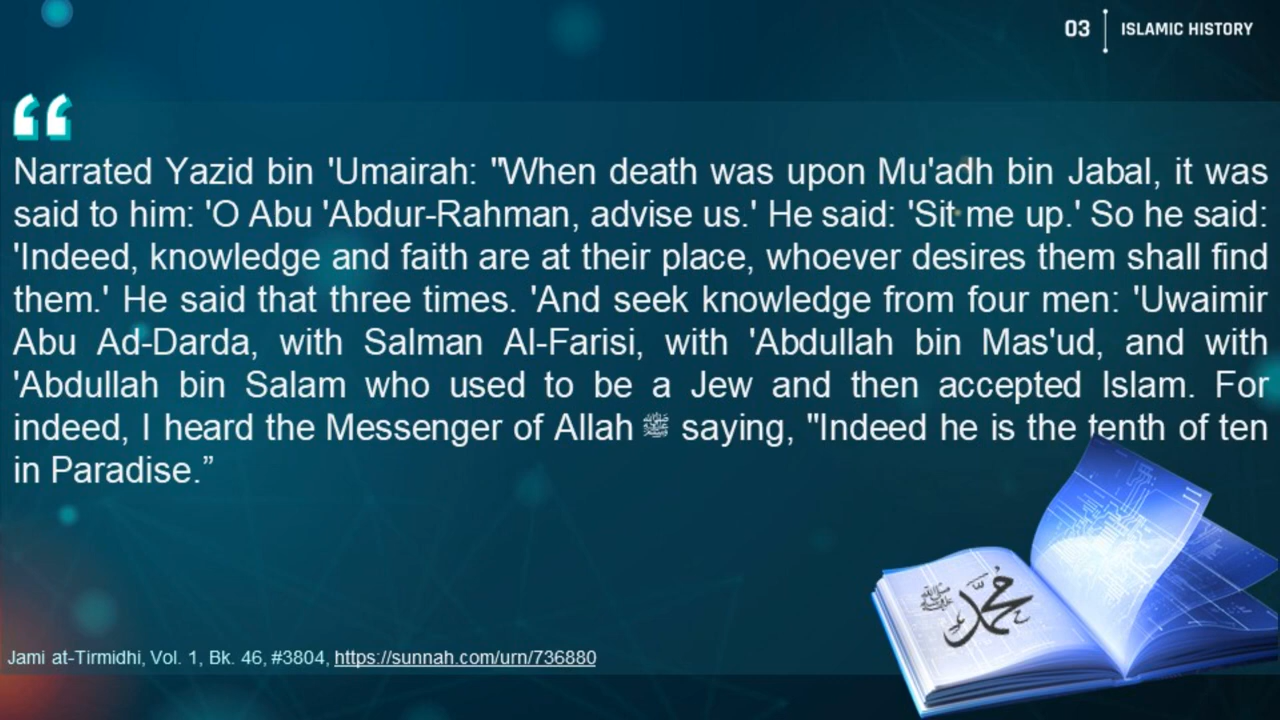 03 | ISLAMIC HISTORY
“
Narrated Yazid bin 'Umairah: "When death was upon Mu'adh bin Jabal, it was
said to him: 'O Abu 'Abdur-Rahman, advise us.' He said: 'Sit me up.' So he said:
'Indeed, knowledge and faith are at their place, whoever desires them shall find
them.' He said that three times. 'And seek knowledge from four men: 'Uwaimir
Abu Ad-Darda, with Salman Al-Farisi, with 'Abdullah bin Mas'ud, and with
'Abdullah bin Salam who used to be a Jew and then accepted Islam. For
indeed, I heard the Messenger of Allah ﷺ saying, "Indeed he is the tenth of ten
in Paradise.”
محمد ﷺ
Jami at-Tirmidhi, Vol. 1, Bk. 46, #3804, https://sunnah.com/urn/736880